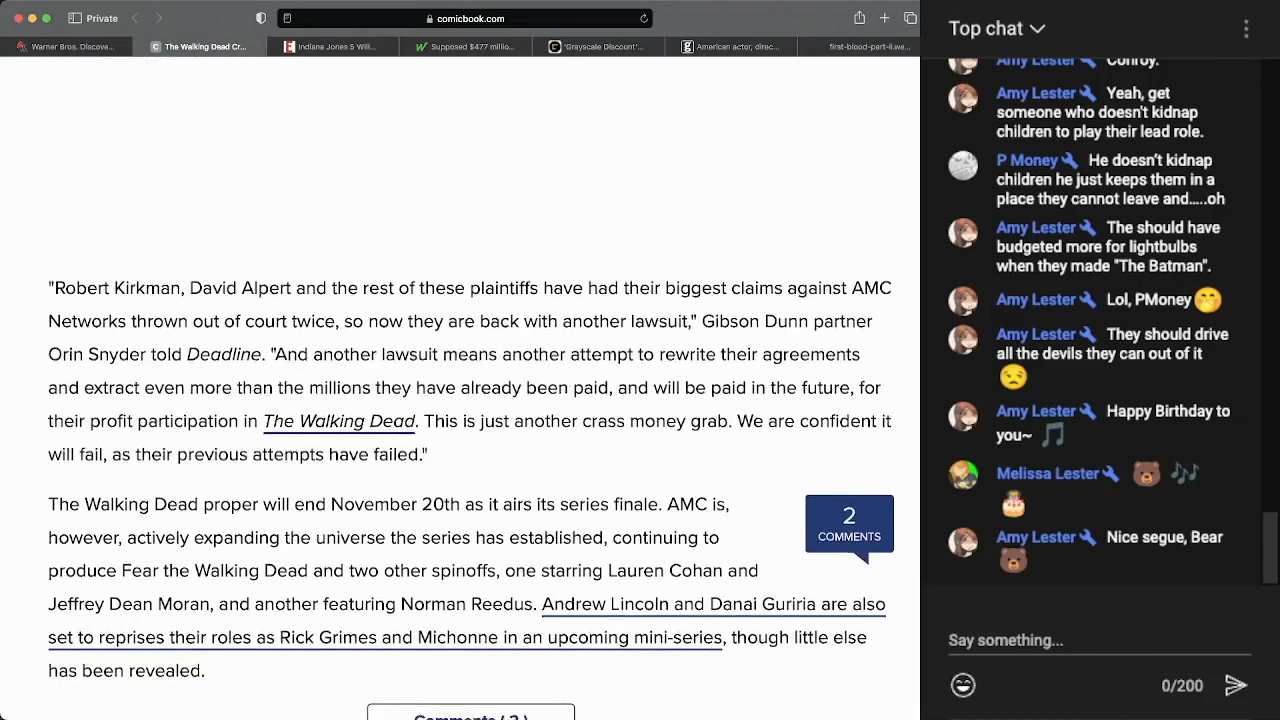 Private
comicbook.com
Warner Bros. Discove...
The Walking Dead Cr...
Indiana Jones 5 Will...
Supposed $477 millio...
'Grayscale Discount'...
American actor, direc...
first-blood-part-ii.we...
"Robert Kirkman, David Alpert and the rest of these plaintiffs have had their biggest claims against AMC
Networks thrown out of court twice, so now they are back with another lawsuit," Gibson Dunn partner
Orin Snyder told Deadline. "And another lawsuit means another attempt to rewrite their agreements
and extract even more than the millions they have already been paid, and will be paid in the future, for
their profit participation in The Walking Dead. This is just another crass money grab. We are confident it
will fail, as their previous attempts have failed."
The Walking Dead proper will end November 20th as it airs its series finale. AMC is,
however, actively expanding the universe the series has established, continuing to
produce Fear the Walking Dead and two other spinoffs, one starring Lauren Cohan and
Jeffrey Dean Moran, and another featuring Norman Reedus. Andrew Lincoln and Danai Guriria are also
set to reprises their roles as Rick Grimes and Michonne in an upcoming mini-series, though little else
has been revealed.
2
COMMENTS
Comments ( 2 )
Top chat
Amy Lester Conroy.
Amy Lester Yeah, get
someone who doesn't kidnap
children to play their lead role.
P Money He doesn't kidnap
children he just keeps them in a
place they cannot leave and.....oh
Amy Lester The should have
budgeted more for lightbulbs
when they made "The Batman".
Amy Lester Lol, PMoney
Amy Lester They should drive
all the devils they can out of it
Amy Lester Happy Birthday to
you~
Melissa Lester
Amy Lester Nice segue, Bear
Say something...
0/200